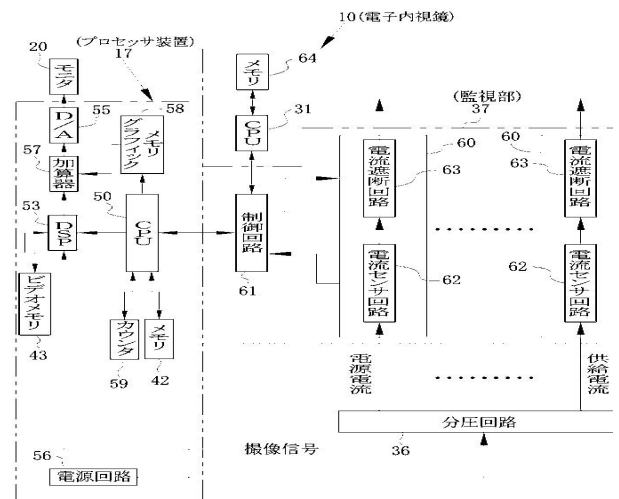 10(電子内視鏡)
(プロセッサ装置)
17
20
モニタ
メモリ
64
D/A
55
58
グラフィックメモリ
CPU
31
(監視部)
37
57
加算器
60
電流遮断回路
63
60
63
電流遮断回路
53
DSP
50
CPU
制御回路
61
電流センサ回路
62
62
電流センサ回路
ビデオメモリ
43
カウンタ
59
メモリ
42
電源電流
供給電流
分圧回路
36
撮像信号
56
電源回路